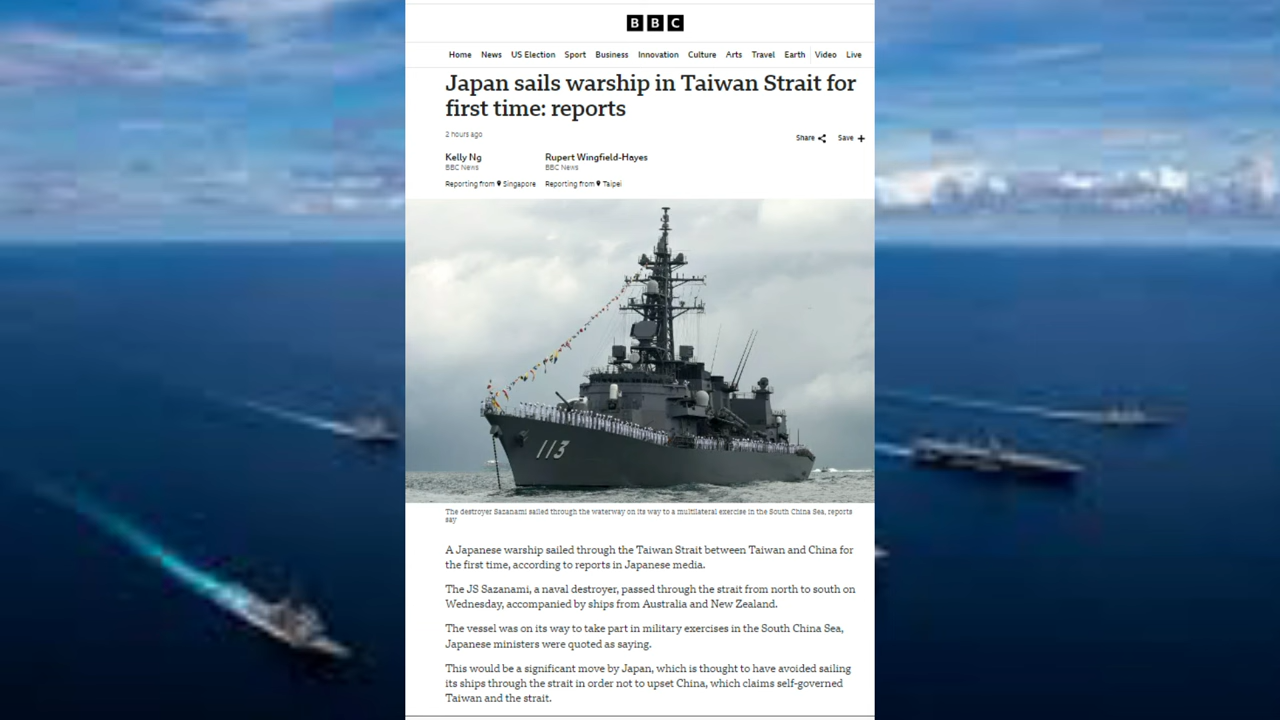 BBC
Home News US Election Sport Business Innovation Culture Arts Travel Earth Video Live
Japan sails warship in Taiwan Strait for
first time: reports
2 hours ago
Share Save
Kelly Ng Rupert Wingfield-Hayes
BBC News BBC News
Reporting from Singapore Reporting from Taipei
113
The destroyer Sazanami sailed through the waterway on its way to a multilateral exercise in the South China Sea, reports
say
A Japanese warship sailed through the Taiwan Strait between Taiwan and China for
the first time, according to reports in Japanese media.
The JS Sazanami, a naval destroyer, passed through the strait from north to south on
Wednesday, accompanied by ships from Australia and New Zealand.
The vessel was on its way to take part in military exercises in the South China Sea,
Japanese ministers were quoted as saying.
This would be a significant move by Japan, which is thought to have avoided sailing
its ships through the strait in order not to upset China, which claims self-governed
Taiwan and the strait.